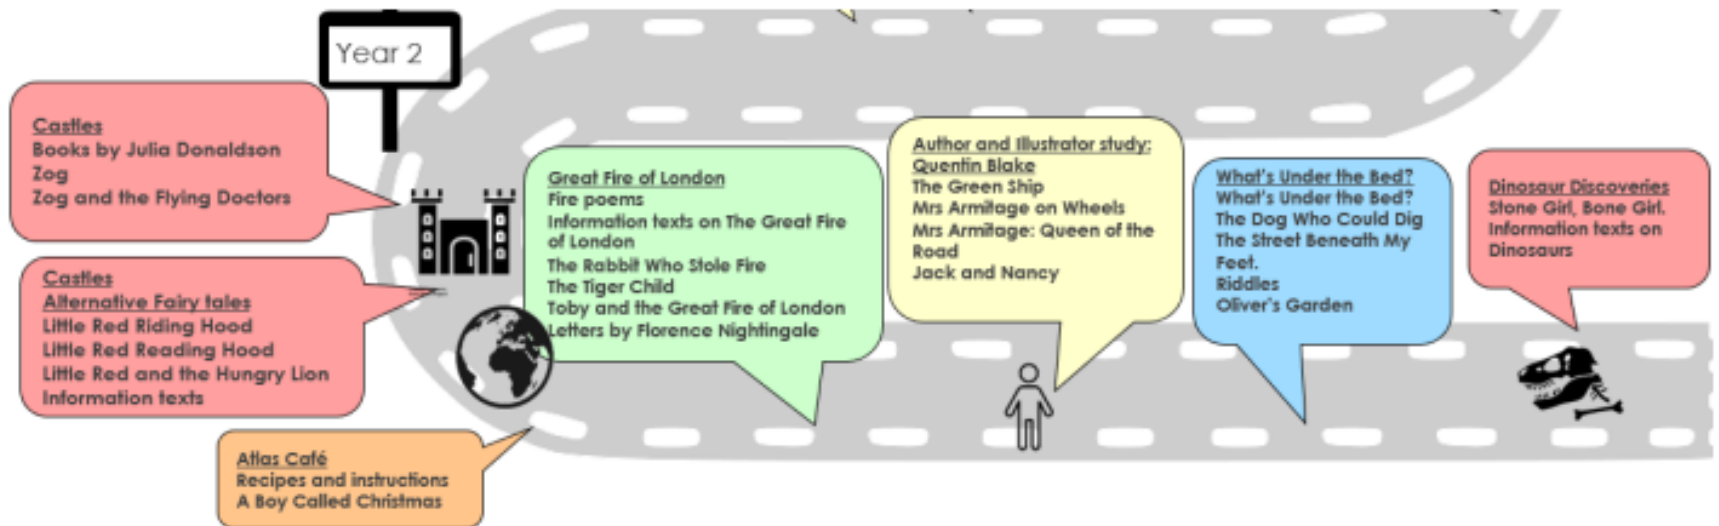 Year 2
Castles
Books by Julia Donaldson
Zog
Zog and the Flying Doctors
Castles
Alternative Fairy tales
Little Red Riding Hood
Little Red Reading Hood
Little Red and the Hungry Lion
Information texts
Atlas Café
Recipes and instructions
A Boy Called Christmas
Great Fire of London
Fire poems
Information texts on The Great Fire
of London
The Rabbit Who Stole Fire
The Tiger Child
Toby and the Great Fire of London
Letters by Florence Nightingale
Author and Illustrator study:
Quentin Blake
The Green Ship
Mrs Armitage on Wheels
Mrs Armitage: Queen of the
Road
Jack and Nancy
What's Under the Bed?
What's Under the Bed?
The Dog Who Could Dig
The Street Beneath My
Feet.
Riddles
Oliver's Garden
Dinosaur Discoveries
Stone Girl, Bone Girl.
Information texts on
Dinosaurs